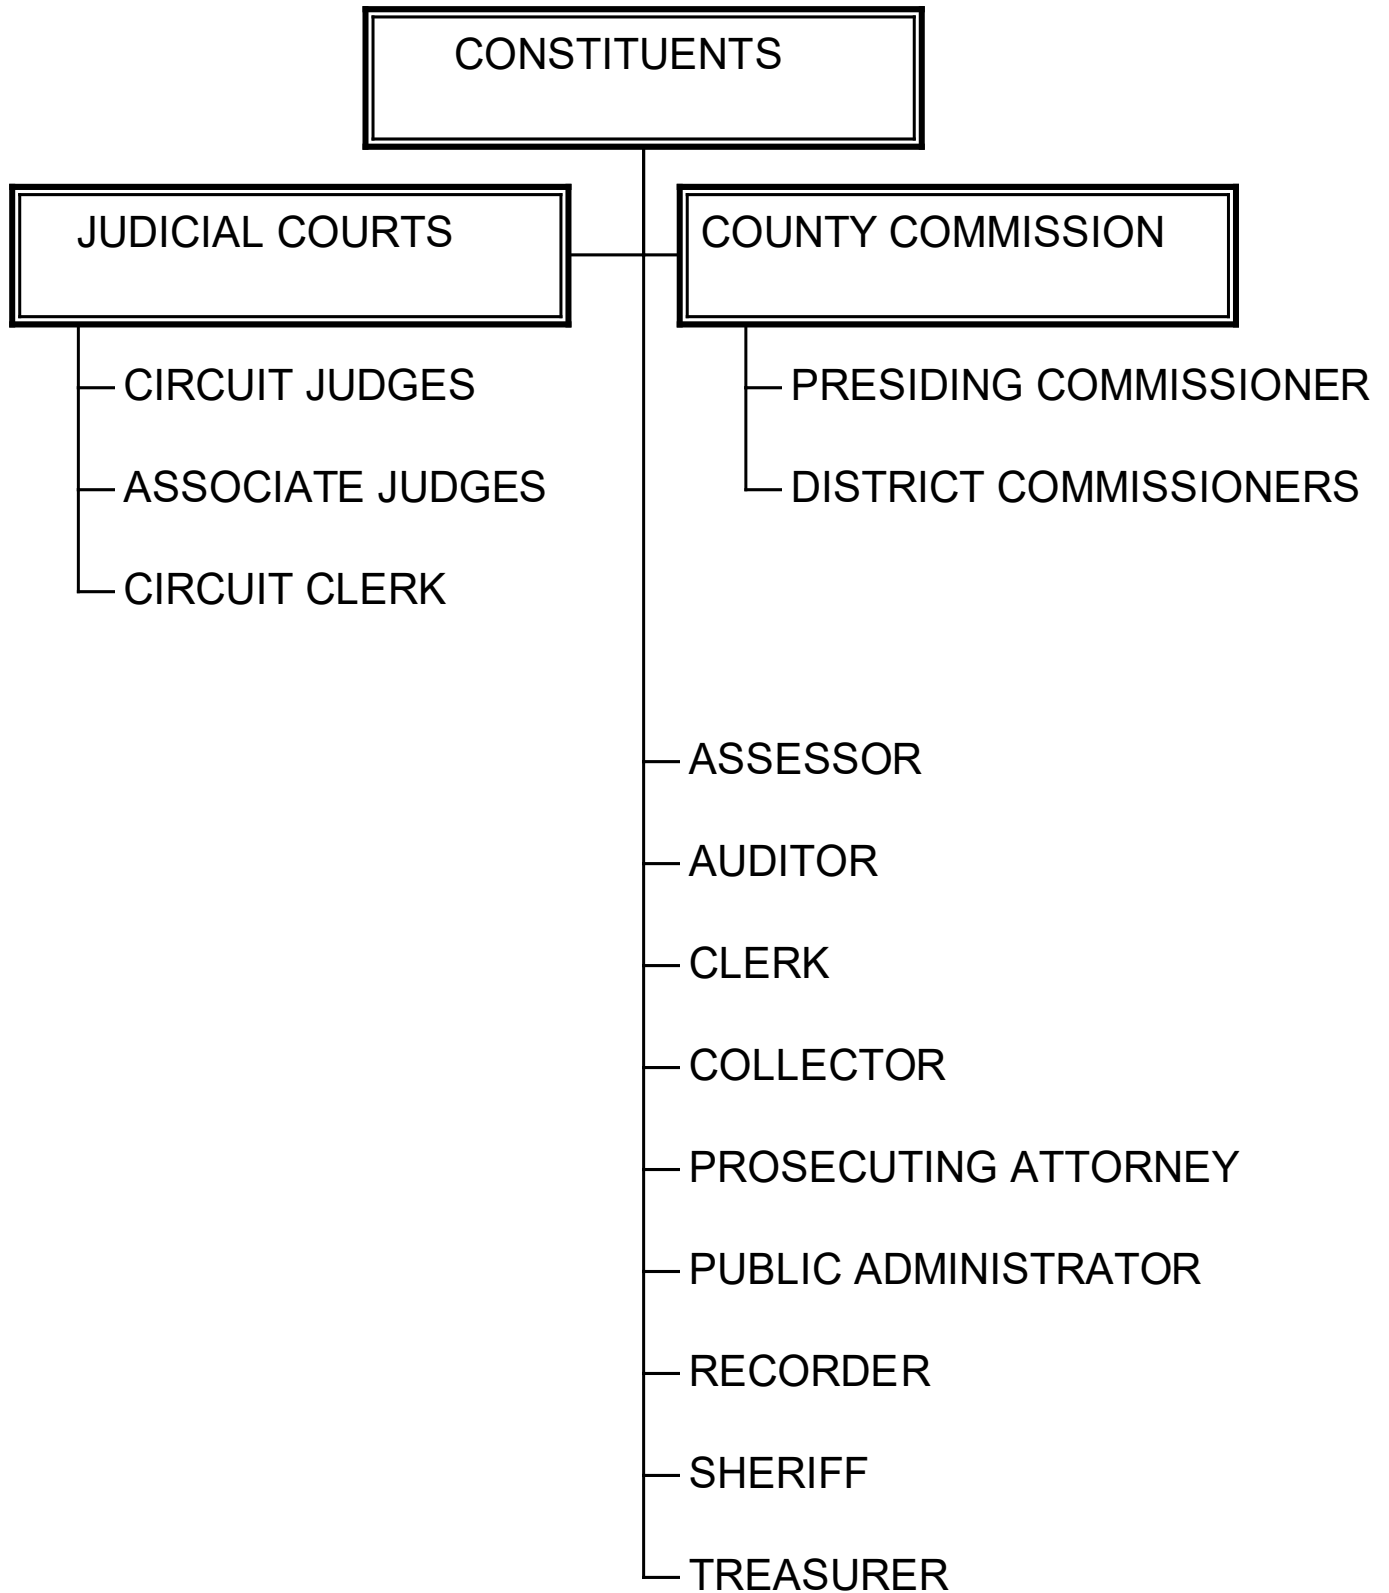 CONSTITUENTS
JUDICIAL COURTS
CIRCUIT JUDGES
ASSOCIATE JUDGES
CIRCUIT CLERK
COUNTY COMMISSION
PRESIDING COMMISSIONER
DISTRICT COMMISSIONERS
ASSESSOR
AUDITOR
CLERK
COLLECTOR
PROSECUTING ATTORNEY
PUBLIC ADMINISTRATOR
RECORDER
SHERIFF
TREASURER